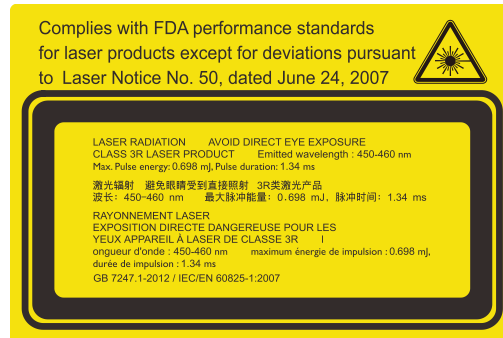 Complies with FDA performance standards
for laser products except for deviations pursuant
to Laser Notice No. 50, dated June 24, 2007
LASER RADIATION AVOID DIRECT EYE EXPOSURE
CLASS 3R LASER PRODUCT Emitted wavelength : 450-460 nm
Max. Pulse energy: 0.698 mJ, Pulse duration: 1.34 ms
激光辐射 避免眼睛受到直接照射 3R类激光产品
波长: 450-460 nm 最大脉冲能量: 0.698 mJ, 脉冲时间: 1.34 ms
RAYONNEMENT LASER
EXPOSITION DIRECTE DANGEREUSE POUR LES
YEUX APPAREIL À LASER DE CLASSE 3R l
ongueur d'onde : 450-460 nm maximum énergie de impulsion : 0.698 mJ,
durée de impulsion : 1.34 ms
GB 7247.1-2012 / IEC/EN 60825-1:2007